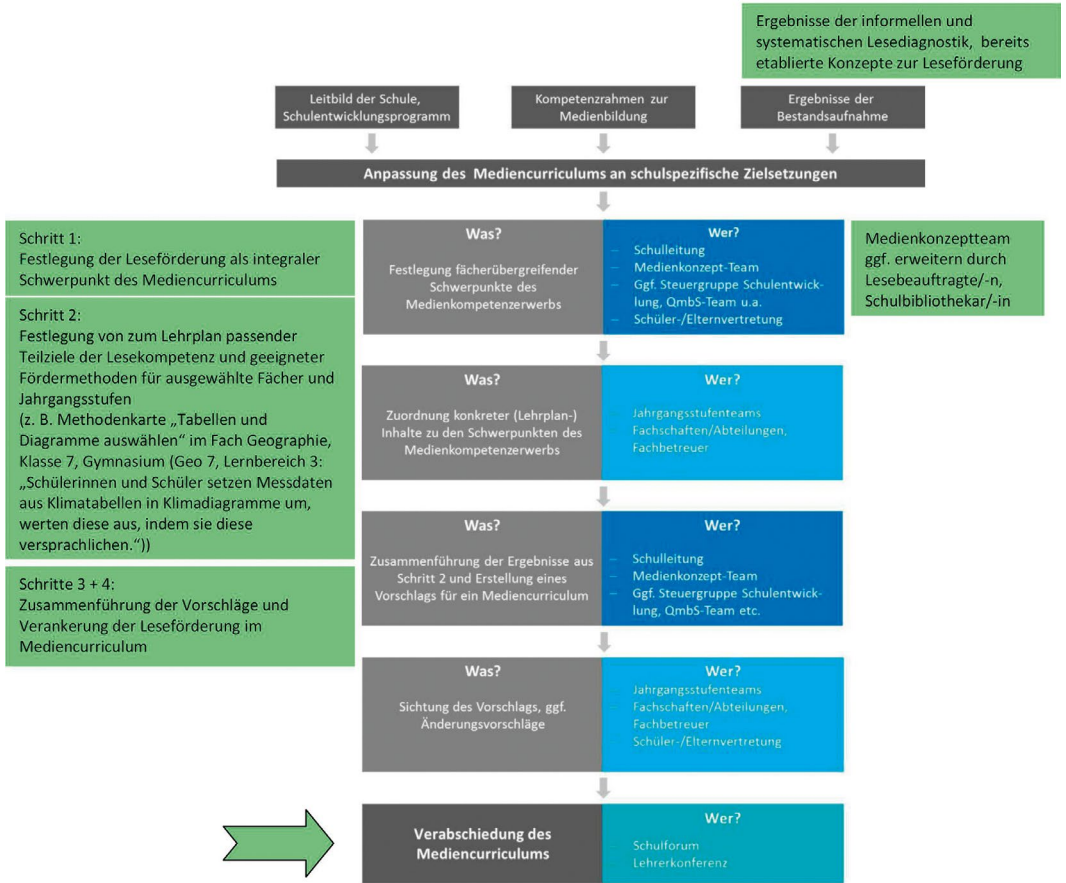 Ergebnisse der informellen und
systematischen Lesediagnostik, bereits
etablierte Konzepte zur Leseförderung
Leitbild der Schule,
Schulentwicklungsprogramm
Kompetenzrahmen zur
Medienbildung
Ergebnisse der
Bestandsaufnahme
Anpassung des Mediencurriculums an schulspezifische Zielsetzungen
Schritt 1:
Festlegung der Leseförderung als integraler
Schwerpunkt des Mediencurriculums
Was?
Festlegung fächerübergreifender
Schwerpunkte des
Medienkompetenzerwerbs
Wer?
– Schulleitung
– Medienkonzept-Team
– Ggf. Steuergruppe Schulentwick-
lung, QmbS-Team u.a.
– Schüler-/Elternvertretung
Medienkonzeptteam
ggf. erweitern durch
Lesebeauftragte/-n,
Schulbibliothekar/-in
Schritt 2:
Festlegung von zum Lehrplan passender
Teilziele der Lesekompetenz und geeigneter
Fördermethoden für ausgewählte Fächer und
Jahrgangsstufen
(z. B. Methodenkarte „Tabellen und
Diagramme auswählen“ im Fach Geographie,
Klasse 7, Gymnasium (Geo 7, Lernbereich 3:
„Schülerinnen und Schüler setzen Messdaten
aus Klimatabellen in Klimadiagramme um,
werten diese aus, indem sie diese
versprachlichen.“))
Was?
Zuordnung konkreter (Lehrplan-)
Inhalte zu den Schwerpunkten des
Medienkompetenzerwerbs
Wer?
– Jahrgangsstufenteams
– Fachschaften/Abteilungen,
Fachbetreuer
Schritte 3 + 4:
Zusammenführung der Vorschläge und
Verankerung der Leseförderung im
Mediencurriculum
Was?
Zusammenführung der Ergebnisse aus
Schritt 2 und Erstellung eines
Vorschlags für ein Mediencurriculum
Wer?
– Schulleitung
– Medienkonzept-Team
– Ggf. Steuergruppe Schulentwick-
lung, QmbS-Team etc.
Was?
Sichtung des Vorschlags, ggf.
Änderungsvorschläge
Wer?
– Jahrgangsstufenteams
– Fachschaften/Abteilungen,
Fachbetreuer
– Schüler-/Elternvertretung
Verabschiedung des
Mediencurriculums
Wer?
– Schulforum
– Lehrerkonferenz